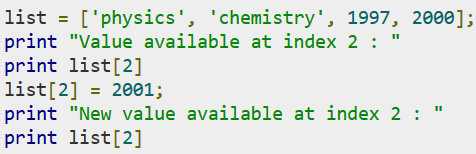 list = ['physics', 'chemistry', 1997, 2000];
print "Value available at index 2 : "
print list[2]
list[2] = 2001;
print "New value available at index 2 : "
print list[2]